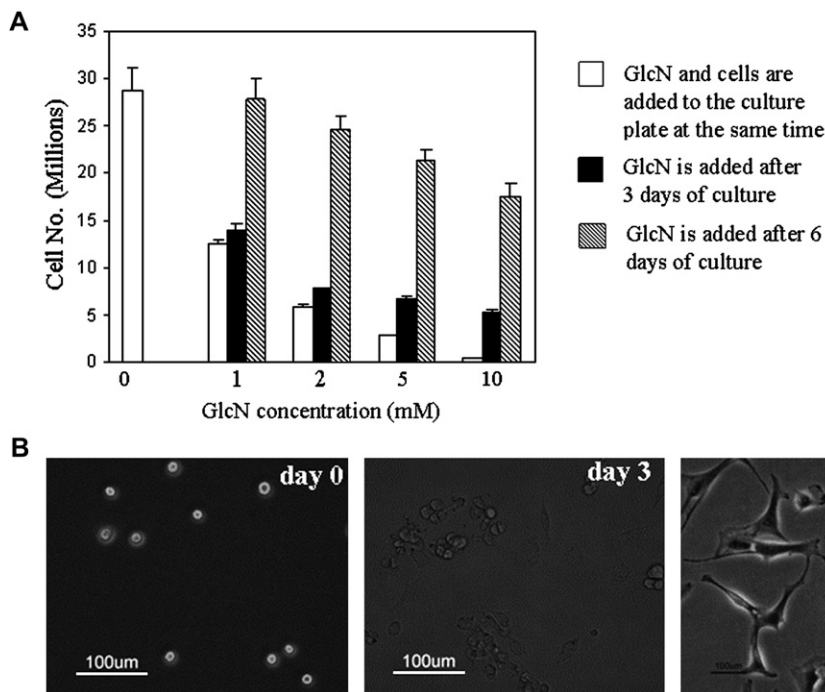 A
35
30
25
20
15
10
5
0
Cell No. (Millions)
0 1 2 5 10
GlcN concentration (mM)
GlcN and cells are
added to the culture
plate at the same time
GlcN is added after
3 days of culture
GlcN is added after 6
days of culture
B
day 0
100um
day 3
100um
100um